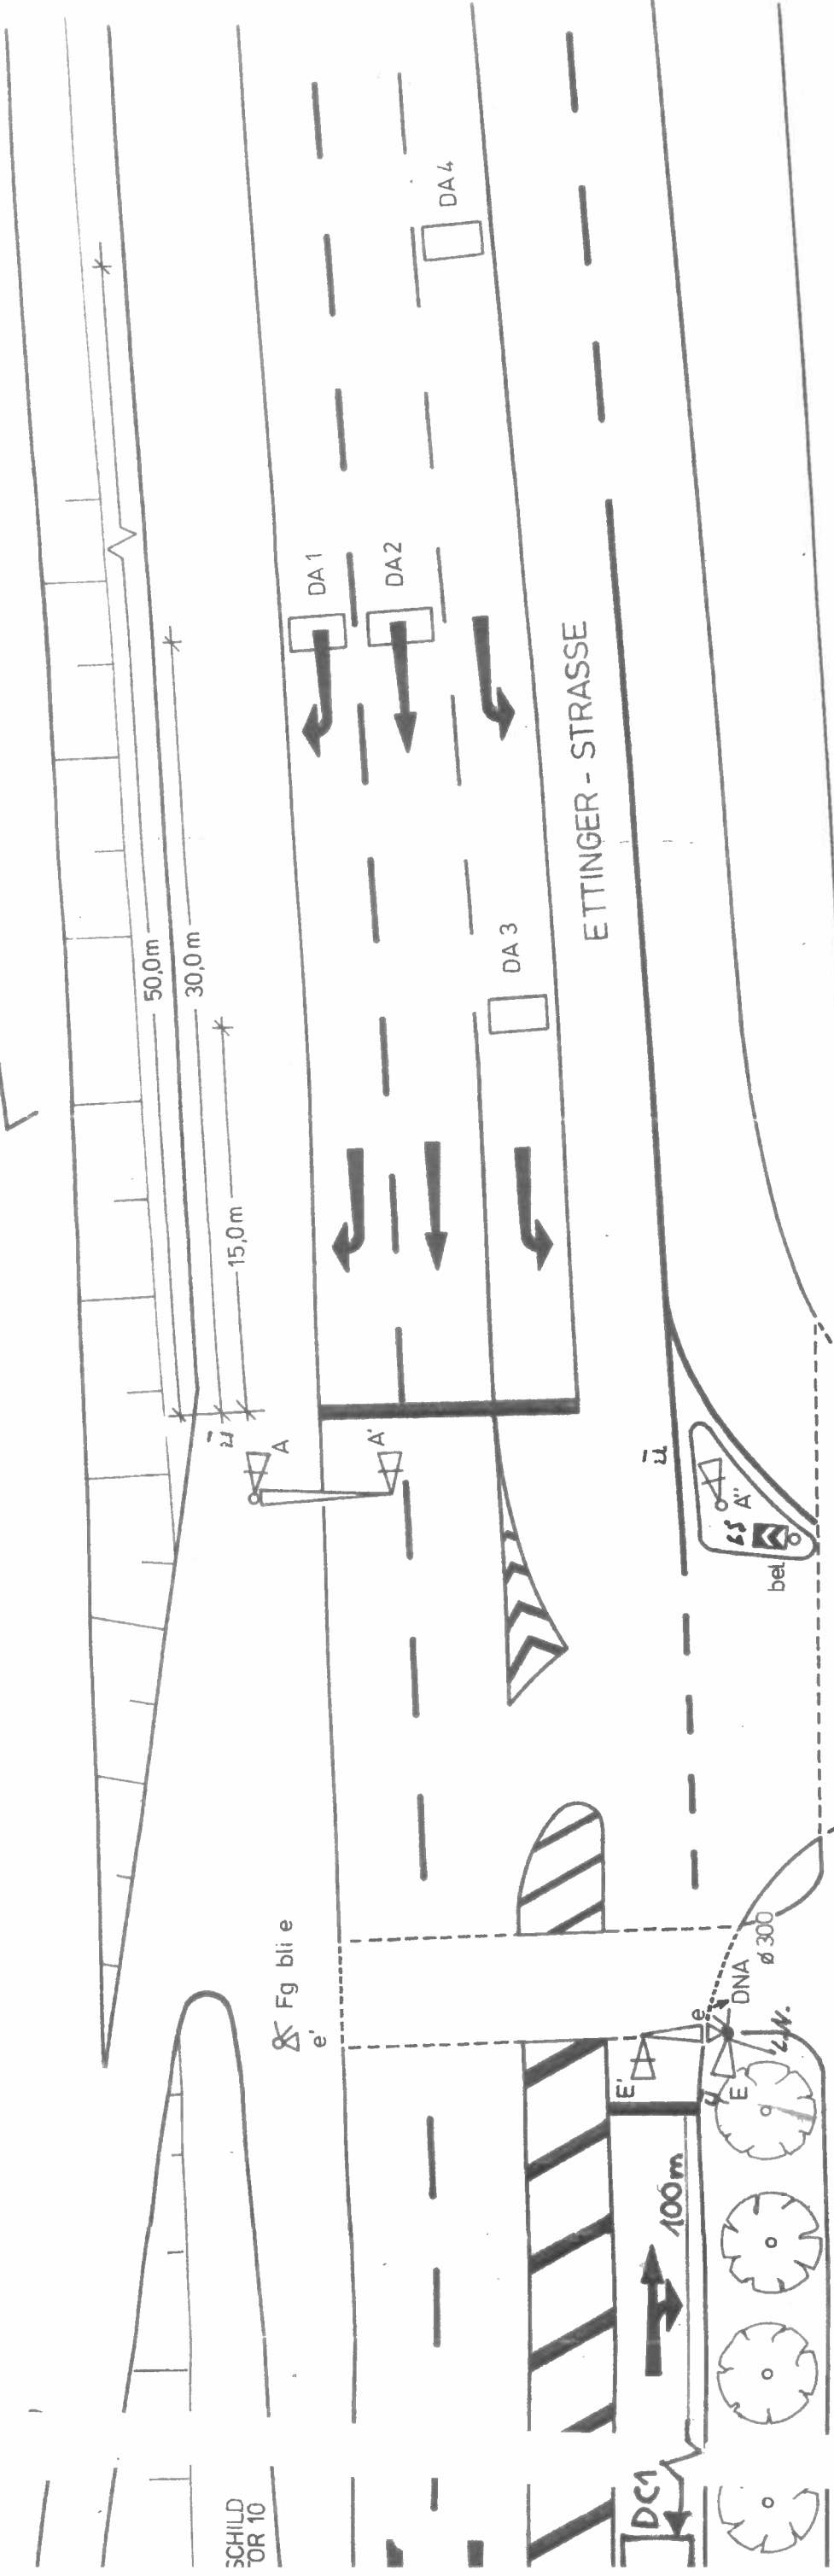 DA 4
DA 1
DA 2
ETTINGER - STRASSE
50,0m
30,0m
DA 3
15,0m
ü
A
A'
ü
A"
LS
bel
Fg bli e
e'
ø 300
DNA
e
E'
E
ü
L.N.
100m
DC1
SCHILD
OR 10